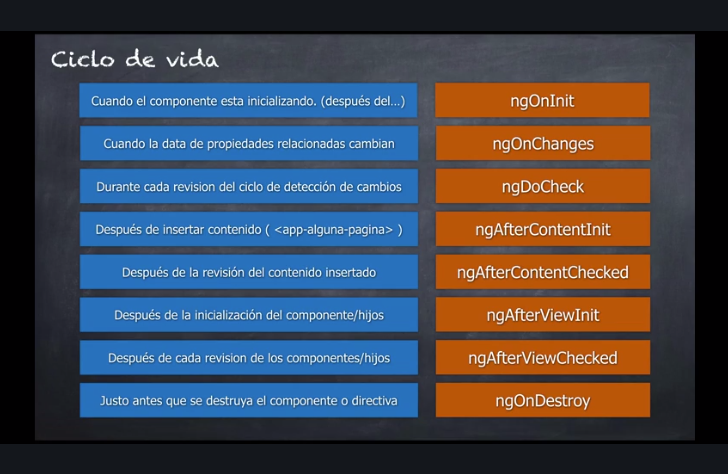 Ciclo de vida
Cuando el componente esta inicializando. (después del...) ngOnInit
Cuando la data de propiedades relacionadas cambian ngOnChanges
Durante cada revision del ciclo de detección de cambios ngDoCheck
Después de insertar contenido ( <app-alguna-pagina> ) ngAfterContentInit
Después de la revisión del contenido insertado ngAfterContentChecked
Después de la inicialización del componente/hijos ngAfterViewInit
Después de cada revision de los componentes/hijos ngAfterViewChecked
Justo antes que se destruya el componente o directiva ngOnDestroy